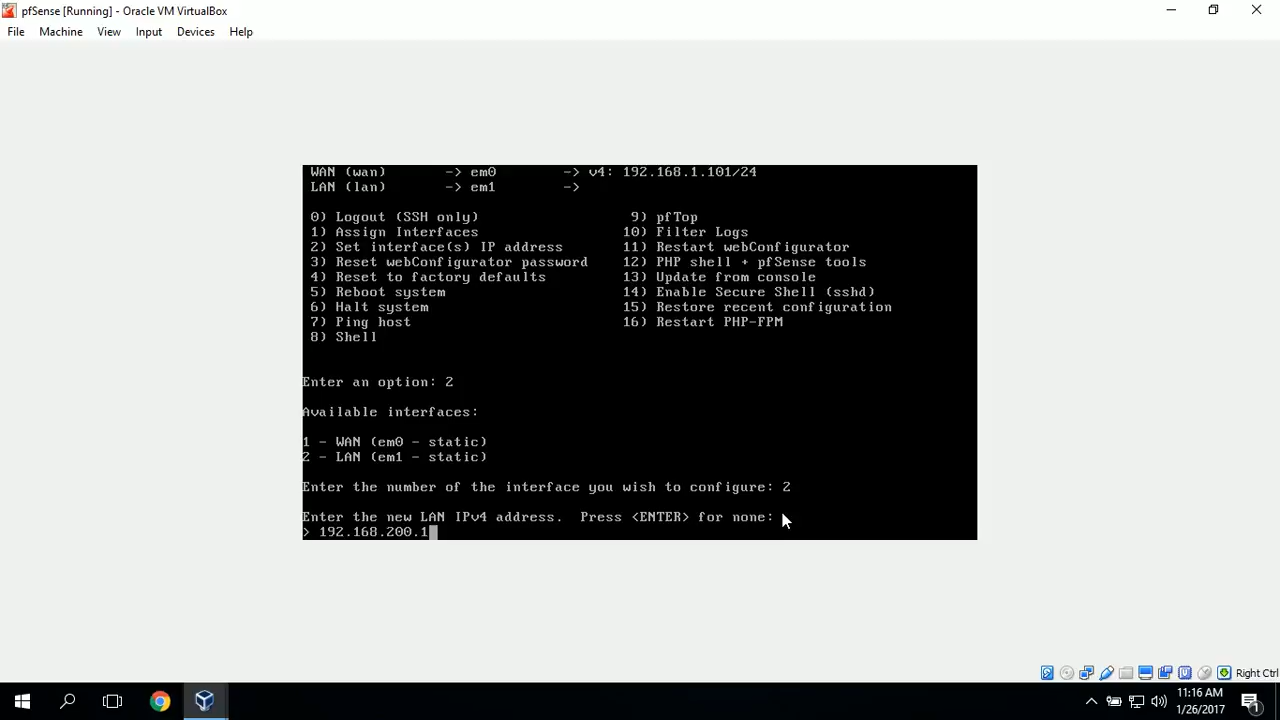 pfSense [Running] - Oracle VM VirtualBox
File Machine View Input Devices Help
WAN (wan) -> em0 -> v4: 192.168.1.101/24
LAN (lan) -> em1 ->
0) Logout (SSH only) 9) pfTop
1) Assign Interfaces 10) Filter Logs
2) Set interface(s) IP address 11) Restart webConfigurator
3) Reset webConfigurator password 12) PHP shell + pfSense tools
4) Reset to factory defaults 13) Update from console
5) Reboot system 14) Enable Secure Shell (sshd)
6) Halt system 15) Restore recent configuration
7) Ping host 16) Restart PHP-FPM
8) Shell
Enter an option: 2
Available interfaces:
1 - WAN (em0 - static)
2 - LAN (em1 - static)
Enter the number of the interface you wish to configure: 2
Enter the new LAN IPv4 address. Press <ENTER> for none:
> 192.168.200.1
Right Ctrl
11:16 AM
1/26/2017
1